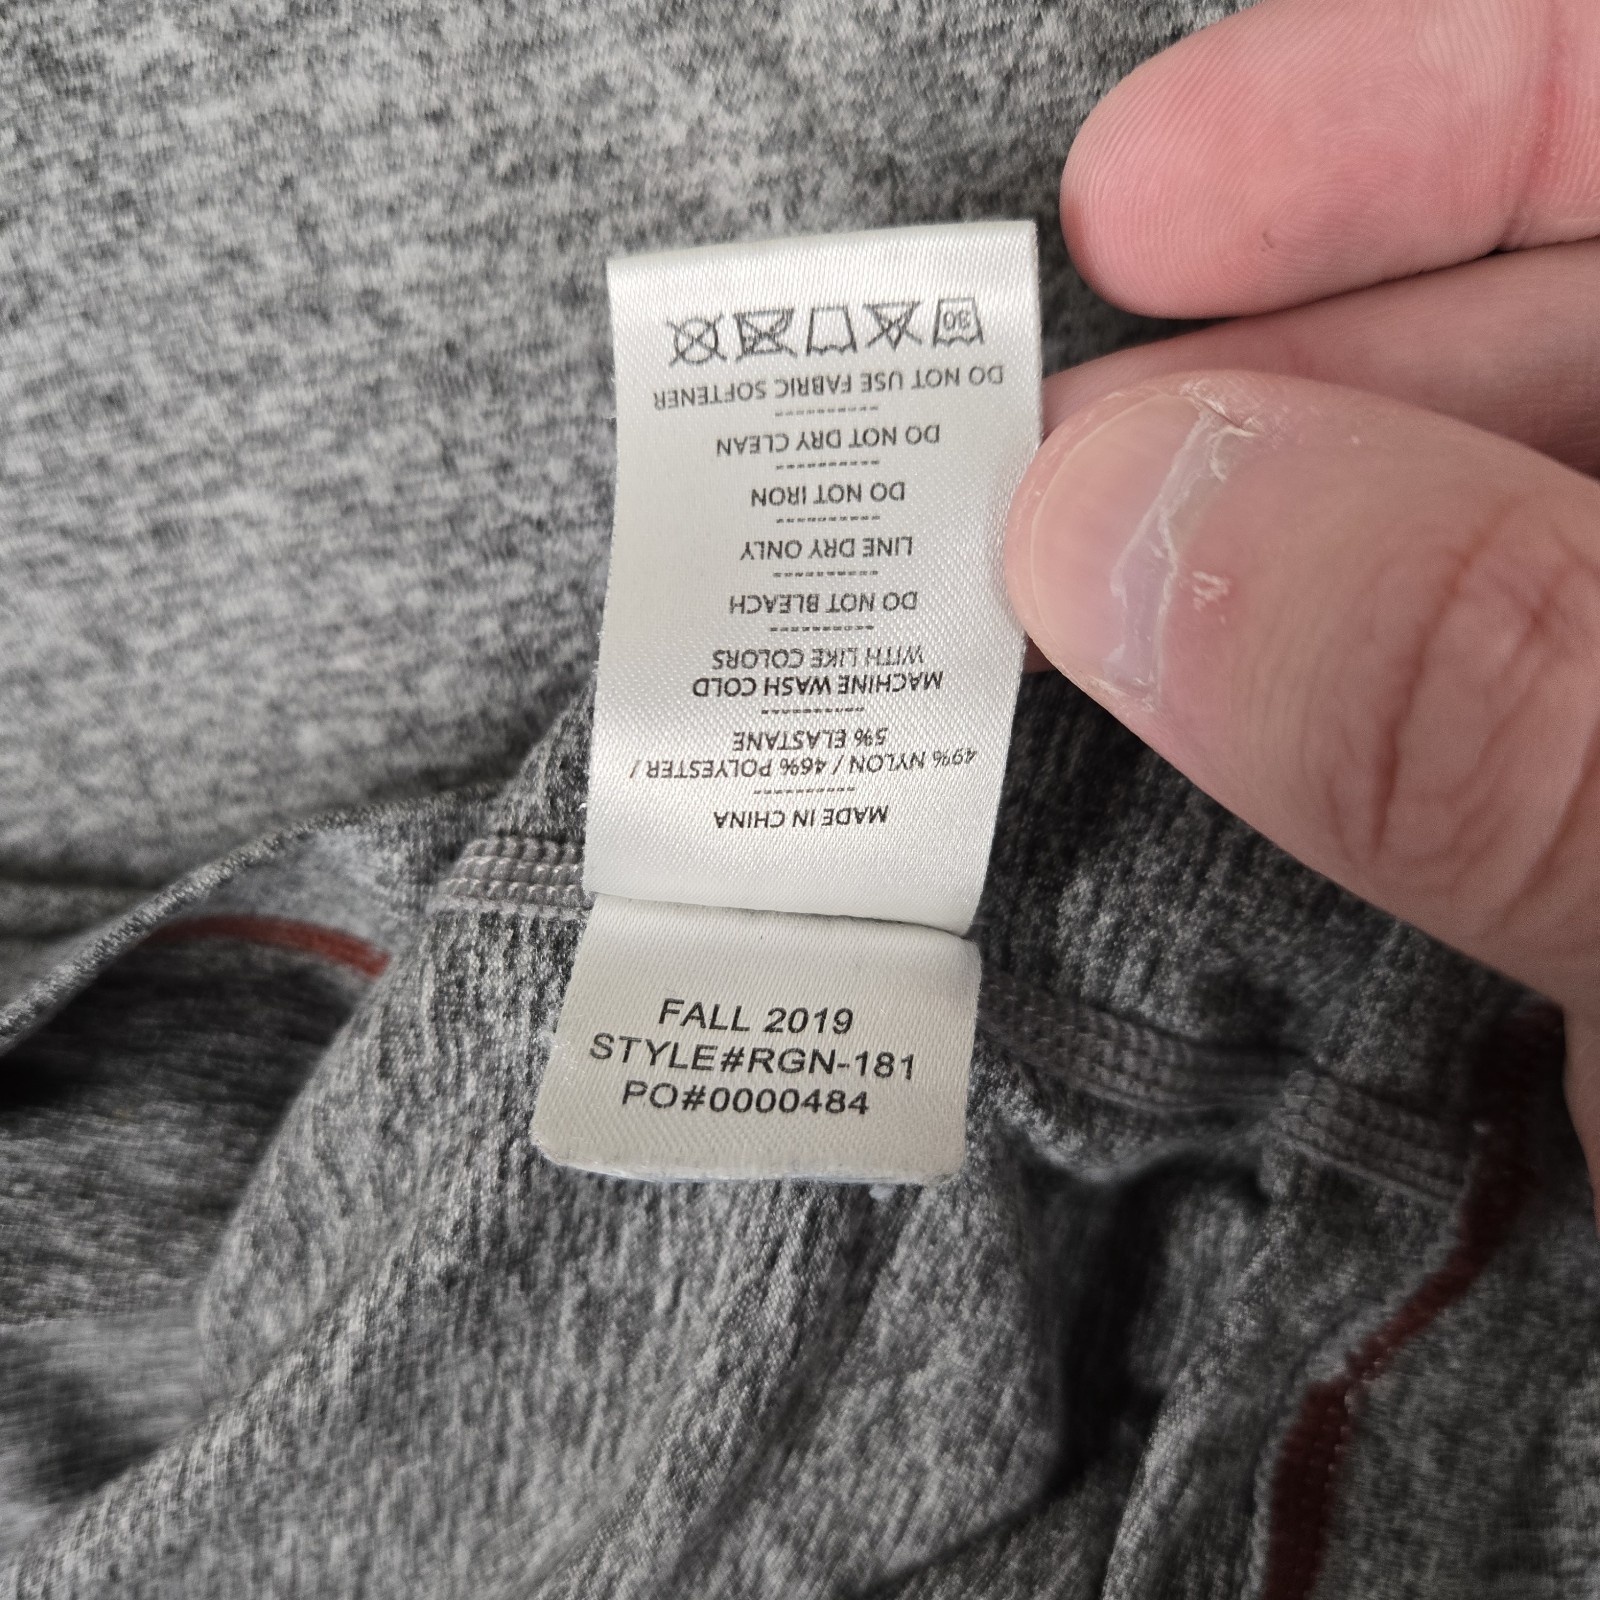 MADE IN CHINA
49% NYLON / 46% POLYESTER /
5% ELASTANE
MACHINE WASH COLD
WITH LIKE COLORS
DO NOT BLEACH
LINE DRY ONLY
DO NOT IRON
DO NOT DRY CLEAN
DO NOT USE FABRIC SOFTENER
30
FALL 2019
STYLE#RGN-181
PO#0000484